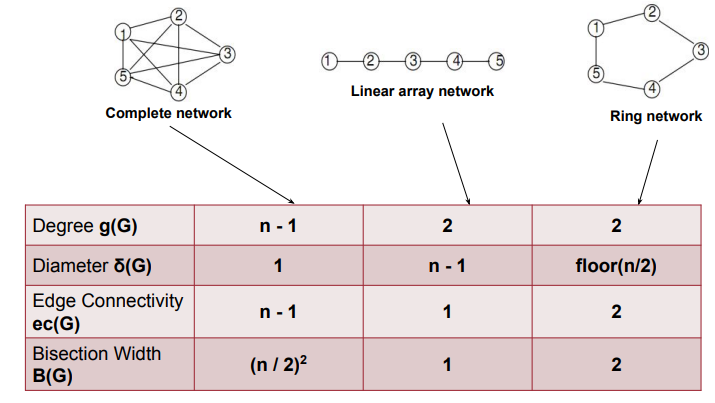 2
1
3
5
4
Complete network
1 2 3 4 5
Linear array network
2
1
3
5
4
Ring network
Degree g(G) n - 1 2 2
Diameter δ(G) 1 n - 1 floor(n/2)
Edge Connectivity
ec(G) n - 1 1 2
Bisection Width
B(G) (n / 2)² 1 2